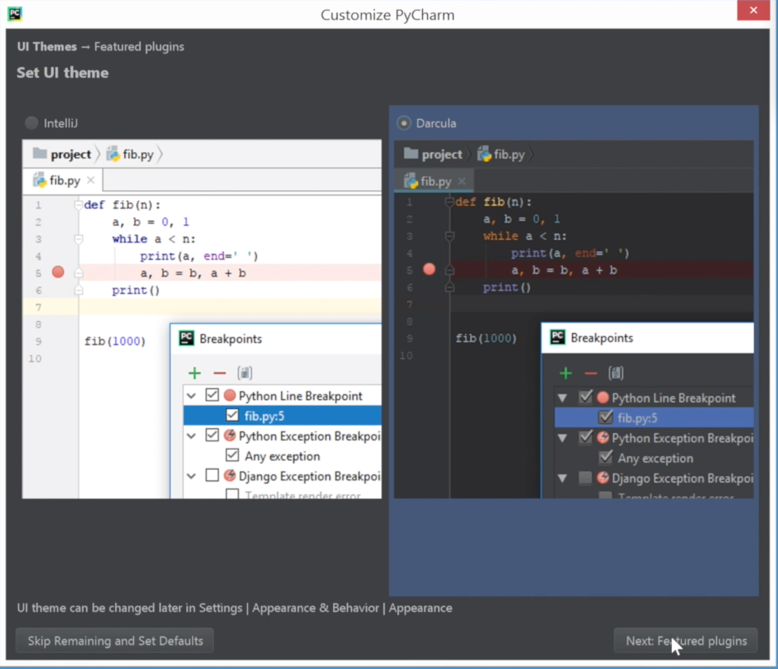 PC
Customize PyCharm
UI Themes → Featured plugins
Set UI theme
IntelliJ
project
fib.py
fib.py
1 def fib(n):
2 a, b = 0, 1
3 while a < n:
4 print(a, end=' ')
5 a, b = b, a + b
6 print()
7
8
9 fib(1000)
10
PC
Breakpoints
Python Line Breakpoint
fib.py:5
Python Exception Breakpoi
Any exception
Django Exception Breakpoi
Template render error
Darcula
project
fib.py
fib.py
1 def fib(n):
2 a, b = 0, 1
3 while a < n:
4 print(a, end=' ')
5 a, b = b, a + b
6 print()
7
8
9 fib(1000)
10
PC
Breakpoints
Python Line Breakpoint
fib.py:5
Python Exception Breakpoi
Any exception
Django Exception Breakpoi
Template render error
UI theme can be changed later in Settings | Appearance & Behavior | Appearance
Skip Remaining and Set Defaults
Next: Featured plugins